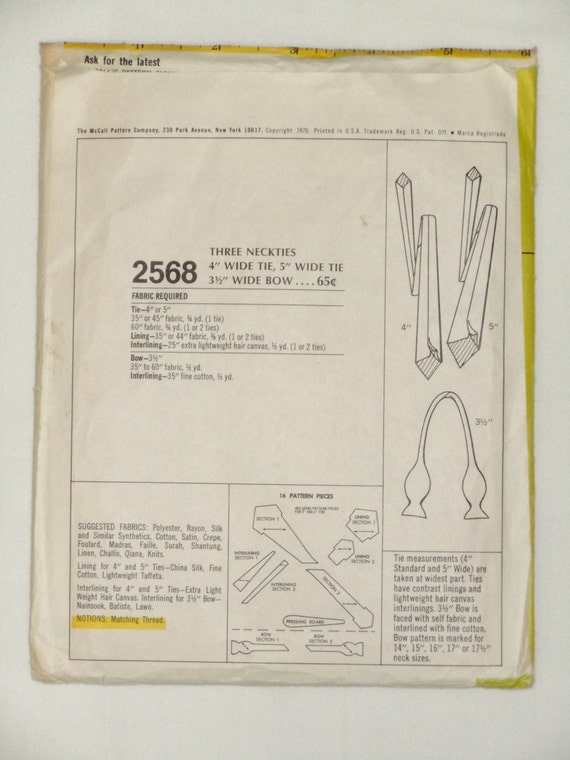 1 2 3 4 5 6
Ask for the latest
The McCall Pattern Company, 230 Park Avenue, New York 10017. Copyright 1970, Printed in U.S.A. Trademark Reg. U.S. Pat. Off. ■ Marca Registrada
THREE NECKTIES
2568 4" WIDE TIE, 5" WIDE TIE
3½" WIDE BOW ....65¢
FABRIC REQUIRED
Tie—4" or 5"
35" or 45" fabric, ¾ yd. (1 tie)
60" fabric, ¾ yd. (1 or 2 ties)
Lining—35" or 44" fabric, ⅜ yd. (1 or 2 ties)
Interlining—25" extra lightweight hair canvas, ½ yd. (1 or 2 ties)
Bow—3½"
35" to 60" fabric, ½ yd.
Interlining—35" fine cotton, ½ yd.
4"
5"
3½"
SUGGESTED FABRICS: Polyester, Rayon, Silk
and Similar Synthetics, Cotton, Satin, Crepe,
Foulard, Madras, Faille, Surah, Shantung,
Linen, Challis, Qiana, Knits.
Lining for 4" and 5" Ties—China Silk, Fine
Cotton, Lightweight Taffeta.
Interlining for 4" and 5" Ties—Extra Light
Weight Hair Canvas. Interlining for 3½" Bow—
Nainsook, Batiste, Lawn.
NOTIONS: Matching Thread.
16 PATTERN PIECES
SECTION 1
LINING
SECTION 1
LINING
SECTION 2
INTERLINING
SECTION 1
INTERLINING
SECTION 2
SECTION 2
PRESSING BOARD
BOW
SECTION 1
BOW
SECTION 2
Tie measurements (4"
Standard and 5" Wide) are
taken at widest part. Ties
have contrast linings and
lightweight hair canvas
interlinings. 3½" Bow is
faced with self fabric and
interlined with fine cotton.
Bow pattern is marked for
14", 15", 16", 17" or 17½"
neck sizes.